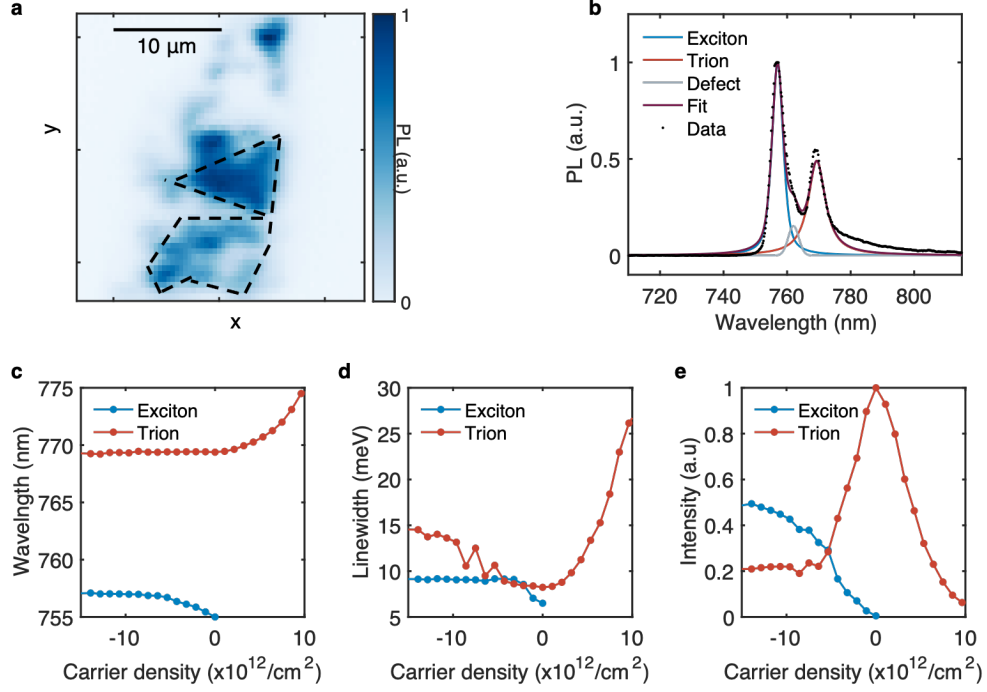 a
10 µm
y
x
1
PL (a.u.)
0
b
Exciton
Trion
Defect
Fit
Data
PL (a.u.)
1
0.5
0
720
740
760
780
800
Wavelength (nm)
c
Exciton
Trion
Wavelngth (nm)
775
770
765
760
755
-10
0
10
Carrier density (x10¹²/cm²)
d
Exciton
Trion
Linewidth (meV)
30
25
20
15
10
5
-10
0
10
Carrier density (x10¹²/cm²)
e
Exciton
Trion
Intensity (a.u)
1
0.8
0.6
0.4
0.2
0
-10
0
10
Carrier density (x10¹²/cm²)